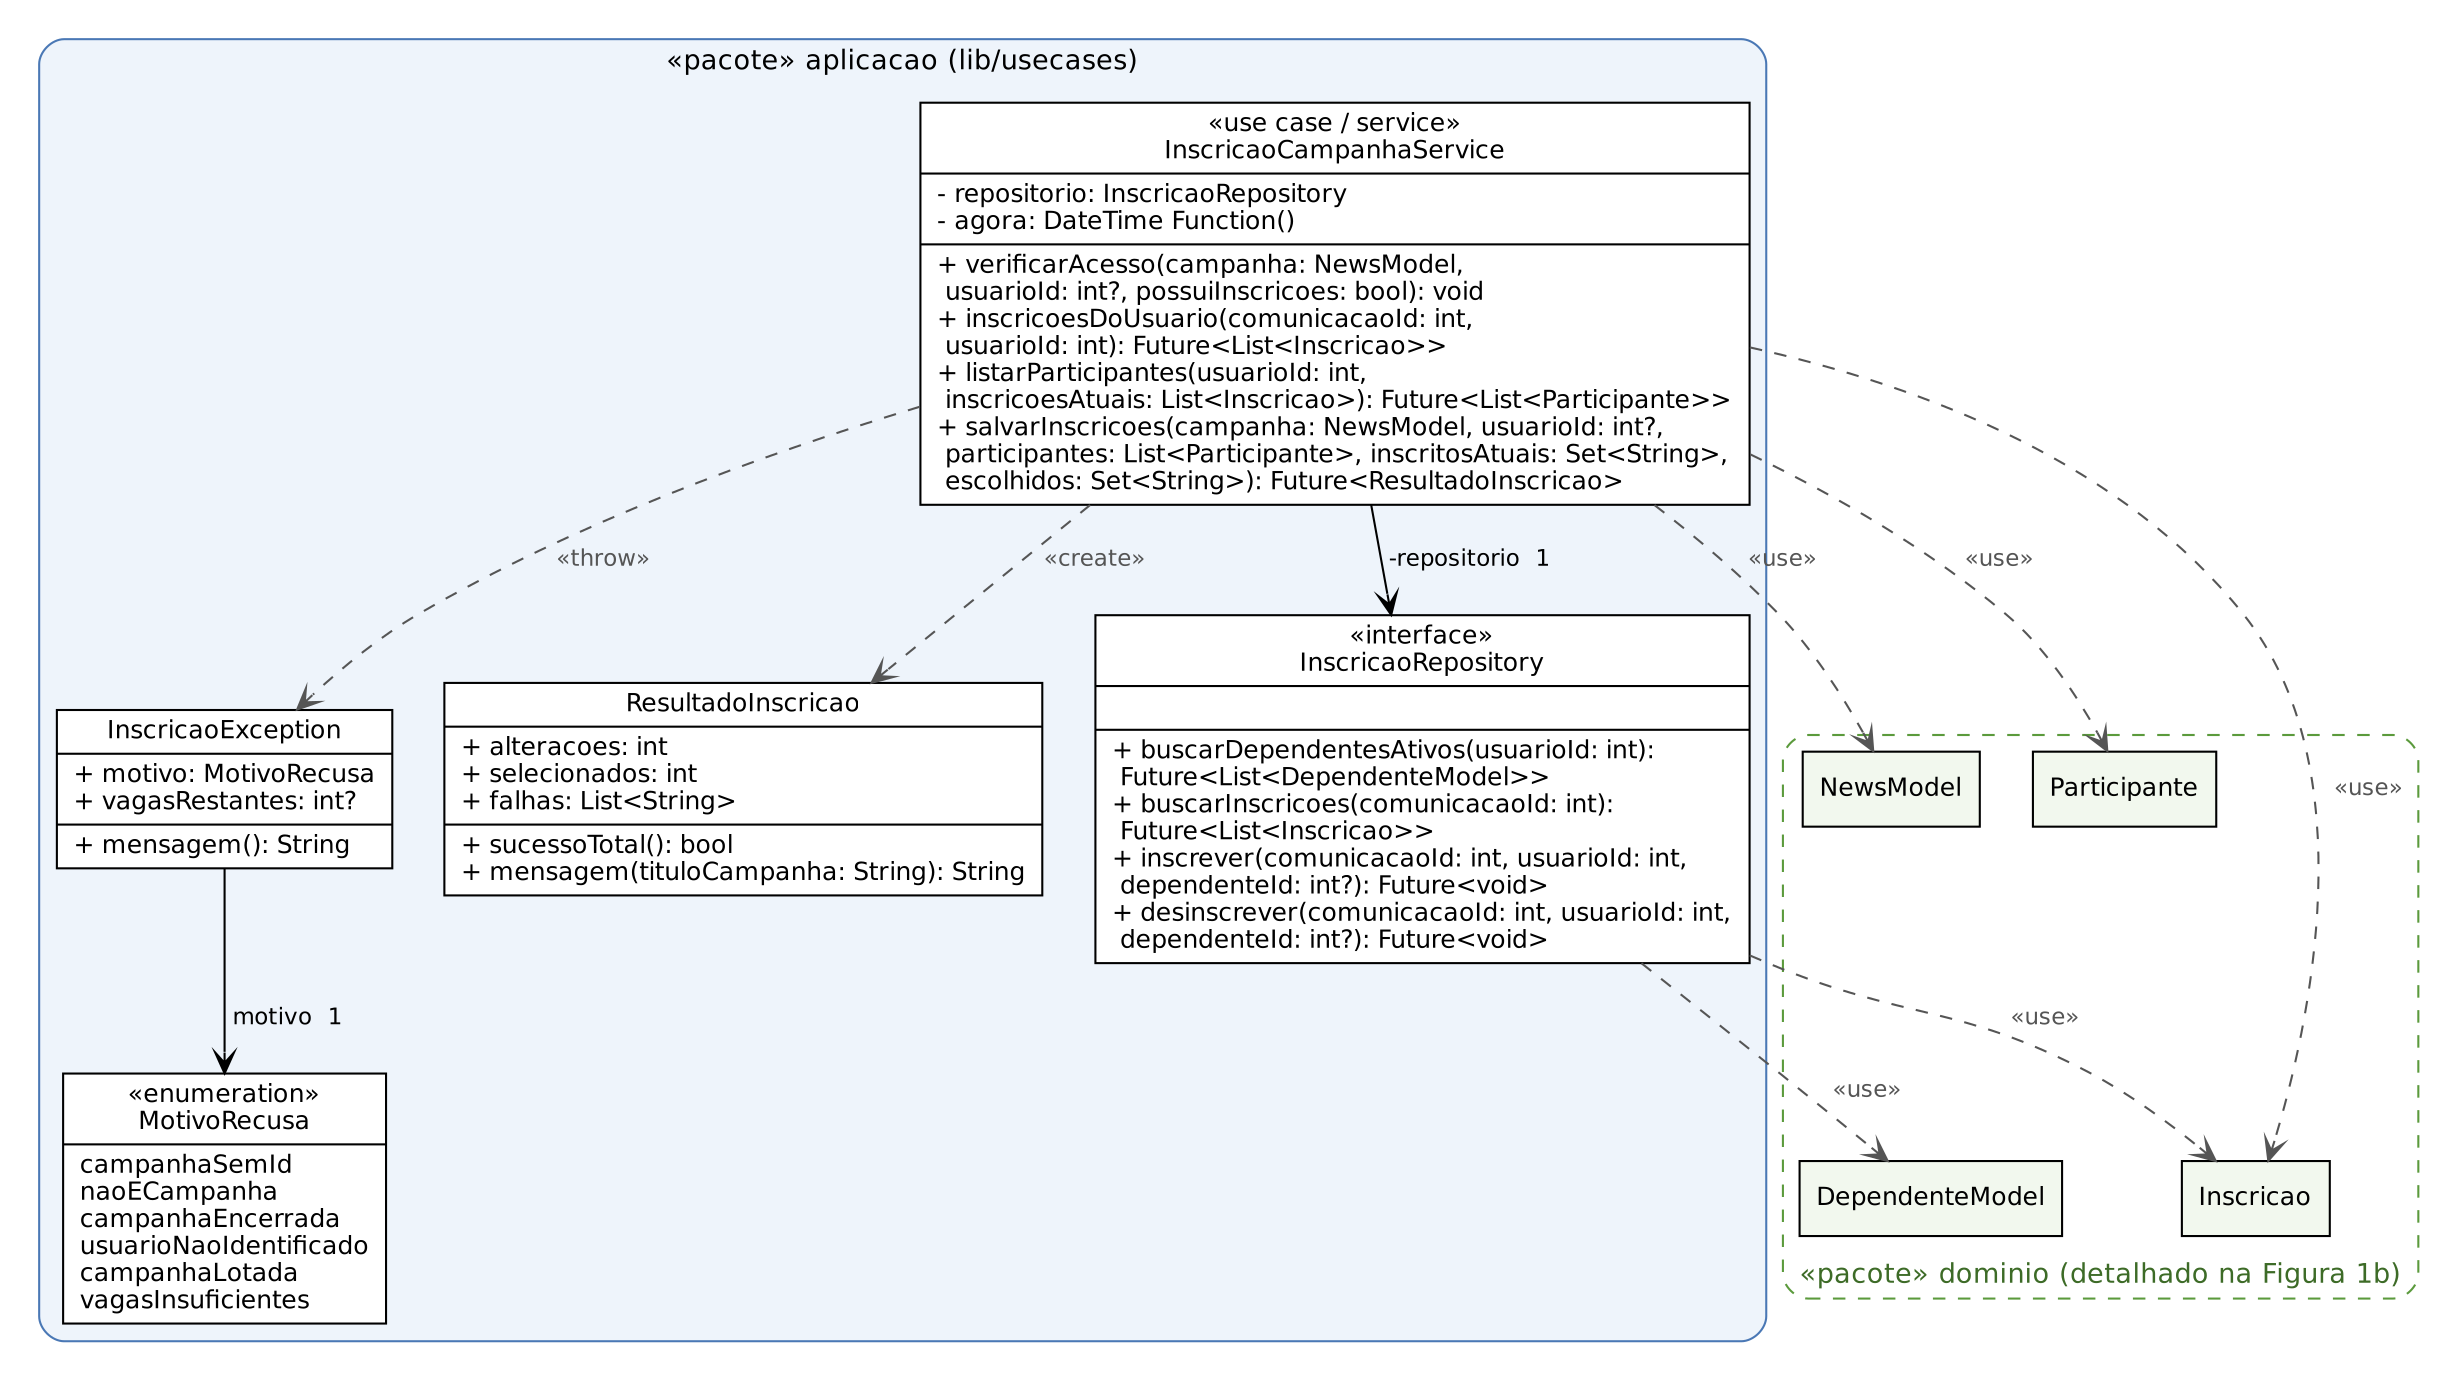 «pacote» aplicacao (lib/usecases)
«use case / service»
InscricaoCampanhaService
- repositorio: InscricaoRepository
- agora: DateTime Function()
+ verificarAcesso(campanha: NewsModel,
usuarioId: int?, possuiInscricoes: bool): void
+ inscricoesDoUsuario(comunicacaoId: int,
usuarioId: int): Future<List<Inscricao>>
+ listarParticipantes(usuarioId: int,
inscricoesAtuais: List<Inscricao>): Future<List<Participante>>
+ salvarInscricoes(campanha: NewsModel, usuarioId: int?,
participantes: List<Participante>, inscritosAtuais: Set<String>,
escolhidos: Set<String>): Future<ResultadoInscricao>
«throw»
«create»
-repositorio 1
«use»
«use»
«use»
InscricaoException
+ motivo: MotivoRecusa
+ vagasRestantes: int?
+ mensagem(): String
ResultadoInscricao
+ alteracoes: int
+ selecionados: int
+ falhas: List<String>
+ sucessoTotal(): bool
+ mensagem(tituloCampanha: String): String
«interface»
InscricaoRepository
+ buscarDependentesAtivos(usuarioId: int):
Future<List<DependenteModel>>
+ buscarInscricoes(comunicacaoId: int):
Future<List<Inscricao>>
+ inscrever(comunicacaoId: int, usuarioId: int,
dependenteId: int?): Future<void>
+ desinscrever(comunicacaoId: int, usuarioId: int,
dependenteId: int?): Future<void>
NewsModel
Participante
motivo 1
«use»
«use»
«enumeration»
MotivoRecusa
campanhaSemId
naoECampanha
campanhaEncerrada
usuarioNaoIdentificado
campanhaLotada
vagasInsuficientes
DependenteModel
Inscricao
«pacote» dominio (detalhado na Figura 1b)